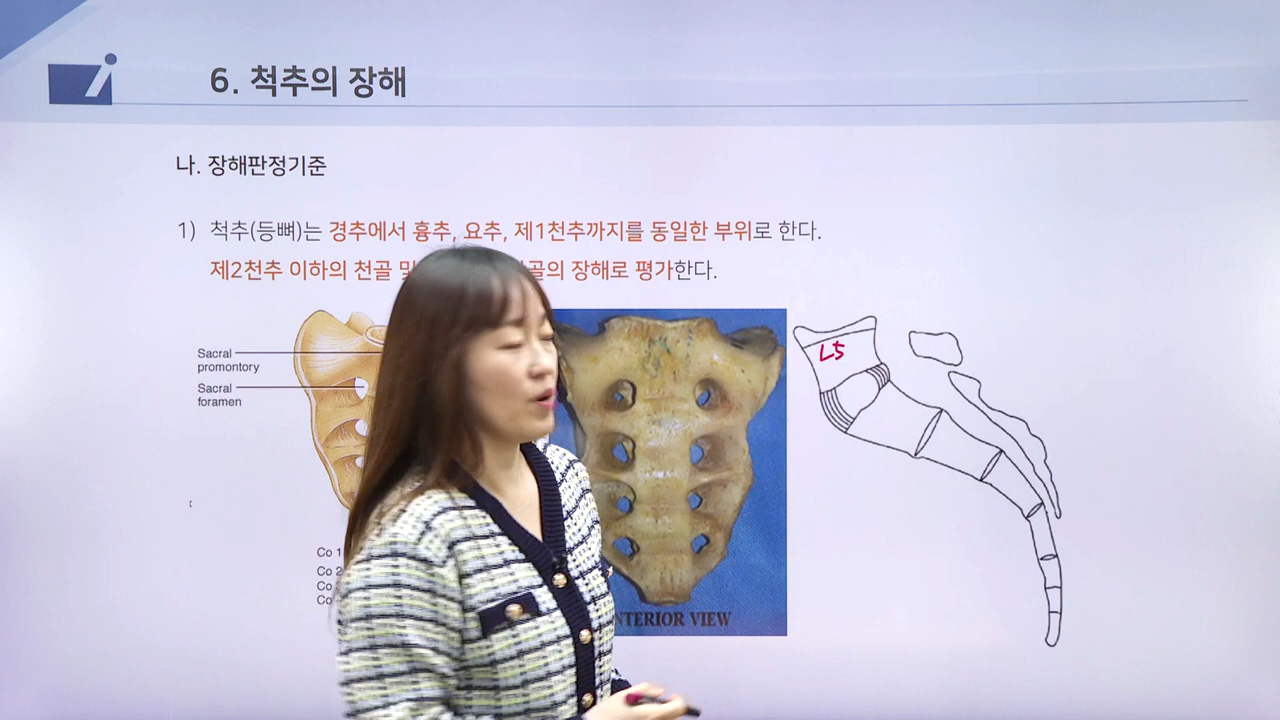 6. 척추의 장해
나. 장해판정기준
1) 척추(등뼈)는 경추에서 흉추, 요추, 제1천추까지를 동일한 부위로 한다.
제2천추 이하의 천골 및 골의 장해로 평가한다.
Sacral
promontory
Sacral
foramen
L5
Co 1
Co 2
Co
Co
NTERIOR VIEW